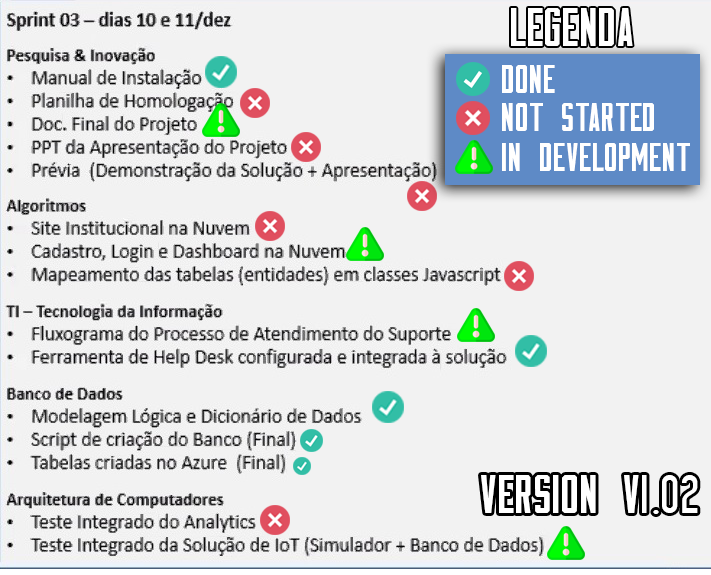 Sprint 03 – dias 10 e 11/dez
LEGENDA
DONE
NOT STARTED
IN DEVELOPMENT
Pesquisa & Inovação
• Manual de Instalação
• Planilha de Homologação
• Doc. Final do Projeto
• PPT da Apresentação do Projeto
• Prévia (Demonstração da Solução + Apresentação)
Algoritmos
• Site Institucional na Nuvem
• Cadastro, Login e Dashboard na Nuvem
• Mapeamento das tabelas (entidades) em classes Javascript
TI – Tecnologia da Informação
• Fluxograma do Processo de Atendimento do Suporte
• Ferramenta de Help Desk configurada e integrada à solução
Banco de Dados
• Modelagem Lógica e Dicionário de Dados
• Script de criação do Banco (Final)
• Tabelas criadas no Azure (Final)
VERSION V1.02
Arquitetura de Computadores
• Teste Integrado do Analytics
• Teste Integrado da Solução de IoT (Simulador + Banco de Dados)